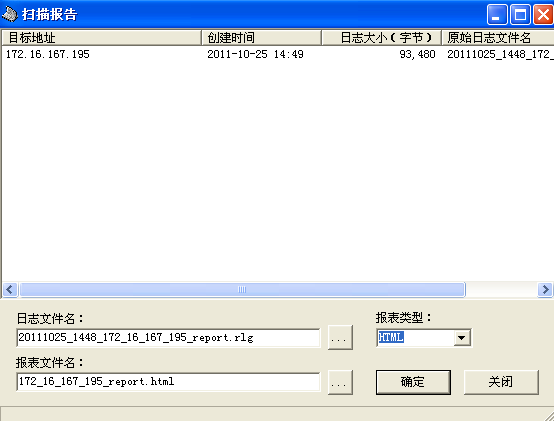 扫描报告
目标地址 创建时间 日志大小(字节) 原始日志文件名
172.16.167.195 2011-10-25 14:49 93,480 20111025_1448_172_
日志文件名： 报表类型：
20111025_1448_172_16_167_195_report.rlg ... HTML
报表文件名：
172_16_167_195_report.html ... 确定 关闭